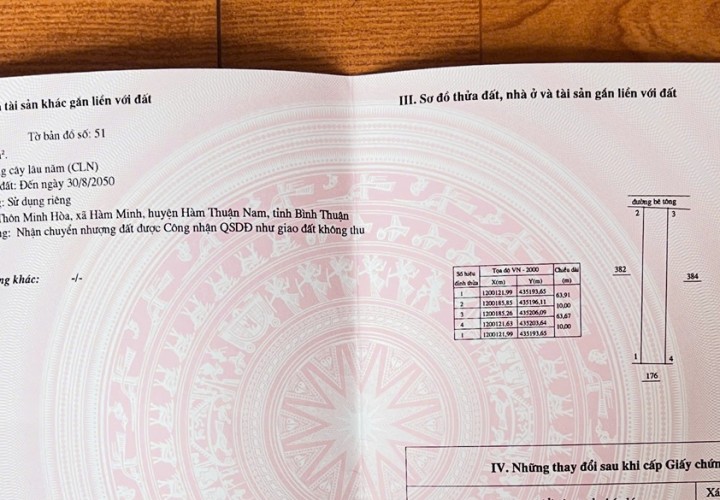 tài sản khác gắn liền với đất
Tờ bản đồ số: 51
².
g cây lâu năm (CLN)
đất: Đến ngày 30/8/2050
: Sử dụng riêng
Thôn Minh Hòa, xã Hàm Minh, huyện Hàm Thuận Nam, tỉnh Bình Thuận
ng: Nhận chuyển nhượng đất được Công nhận QSDĐ như giao đất không thu
ng khác: -/-
III. Sơ đồ thửa đất, nhà ở và tài sản gắn liền với đất
đường bê tông
2 3
382 384
1 4
176
Số hiệu đỉnh thửa Tọa độ VN - 2000 Chiều dài (m)
X(m) Y(m)
1 1200121,99 435193,65
63,91
2 1200185,85 435196,11
10,00
3 1200185,26 435206,09
63,67
4 1200121,63 435203,64
10,00
1 1200121,99 435193,65
IV. Những thay đổi sau khi cấp Giấy chứn
Xá